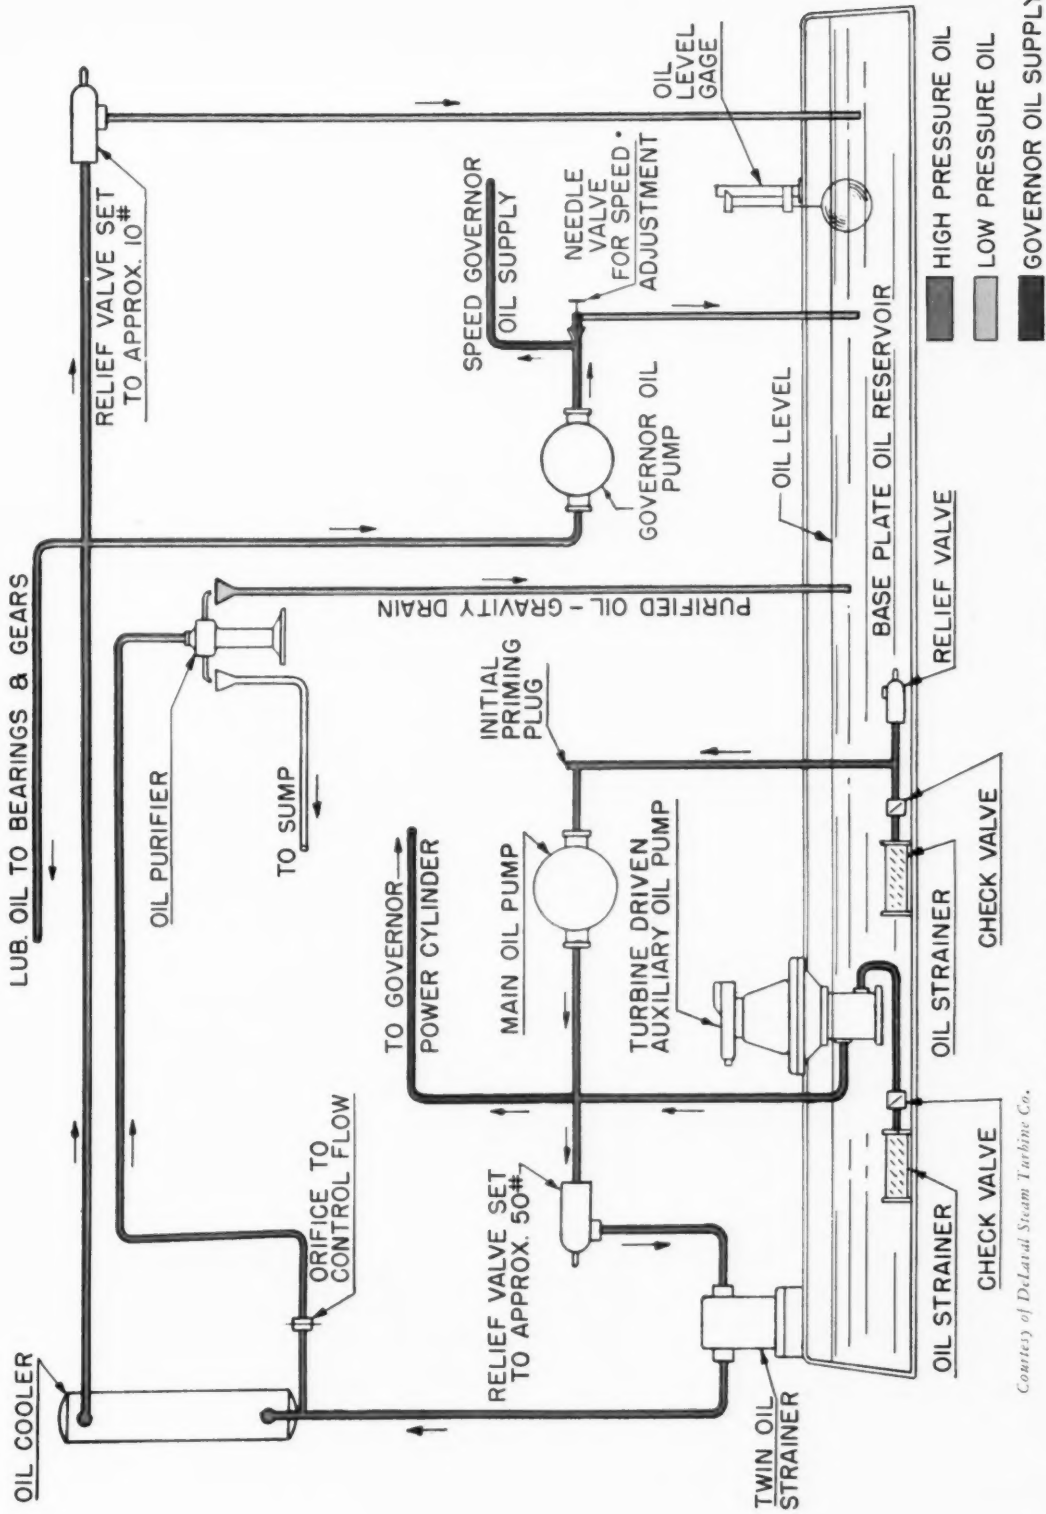 LUB. OIL TO BEARINGS & GEARS
OIL COOLER
RELIEF VALVE SET
TO APPROX. 10#
OIL PURIFIER
TO SUMP
ORIFICE TO
CONTROL FLOW
PURIFIED OIL – GRAVITY DRAIN
SPEED GOVERNOR
OIL SUPPLY
NEEDLE
VALVE
FOR SPEED
ADJUSTMENT
GOVERNOR OIL
PUMP
OIL
LEVEL
GAGE
TO GOVERNOR
POWER CYLINDER
INITIAL
PRIMING
PLUG
MAIN OIL PUMP
RELIEF VALVE SET
TO APPROX. 50#
TURBINE DRIVEN
AUXILIARY OIL PUMP
TWIN OIL
STRAINER
OIL LEVEL
BASE PLATE OIL RESERVOIR
OIL STRAINER
CHECK VALVE
OIL STRAINER
CHECK VALVE
RELIEF VALVE
HIGH PRESSURE OIL
LOW PRESSURE OIL
GOVERNOR OIL SUPPLY
Courtesy of DeLaval Steam Turbine Co.